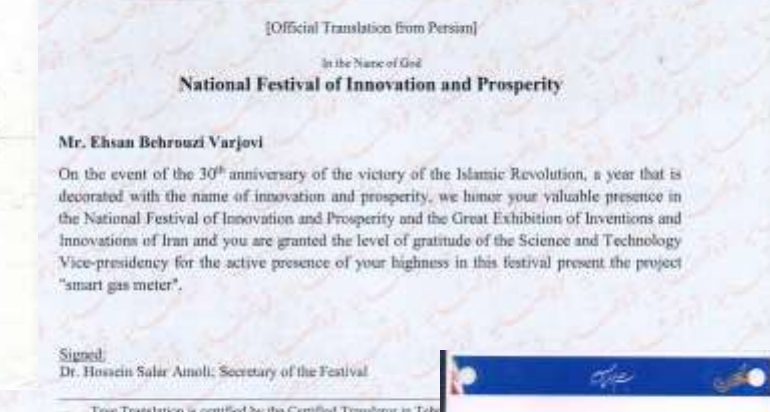 [Official Translation from Persian]
In the Name of God
National Festival of Innovation and Prosperity
Mr. Ehsan Behrouzi Varjovi
On the event of the 30th anniversary of the victory of the Islamic Revolution, a year that is
decorated with the name of innovation and prosperity, we honor your valuable presence in
the National Festival of Innovation and Prosperity and the Great Exhibition of Inventions and
Innovations of Iran and you are granted the level of gratitude of the Science and Technology
Vice-presidency for the active presence of your highness in this festival present the project
"smart gas meter".
Signed:
Dr. Hossein Salar Amoli; Secretary of the Festival
True Translation is certified by the Certified Translator in